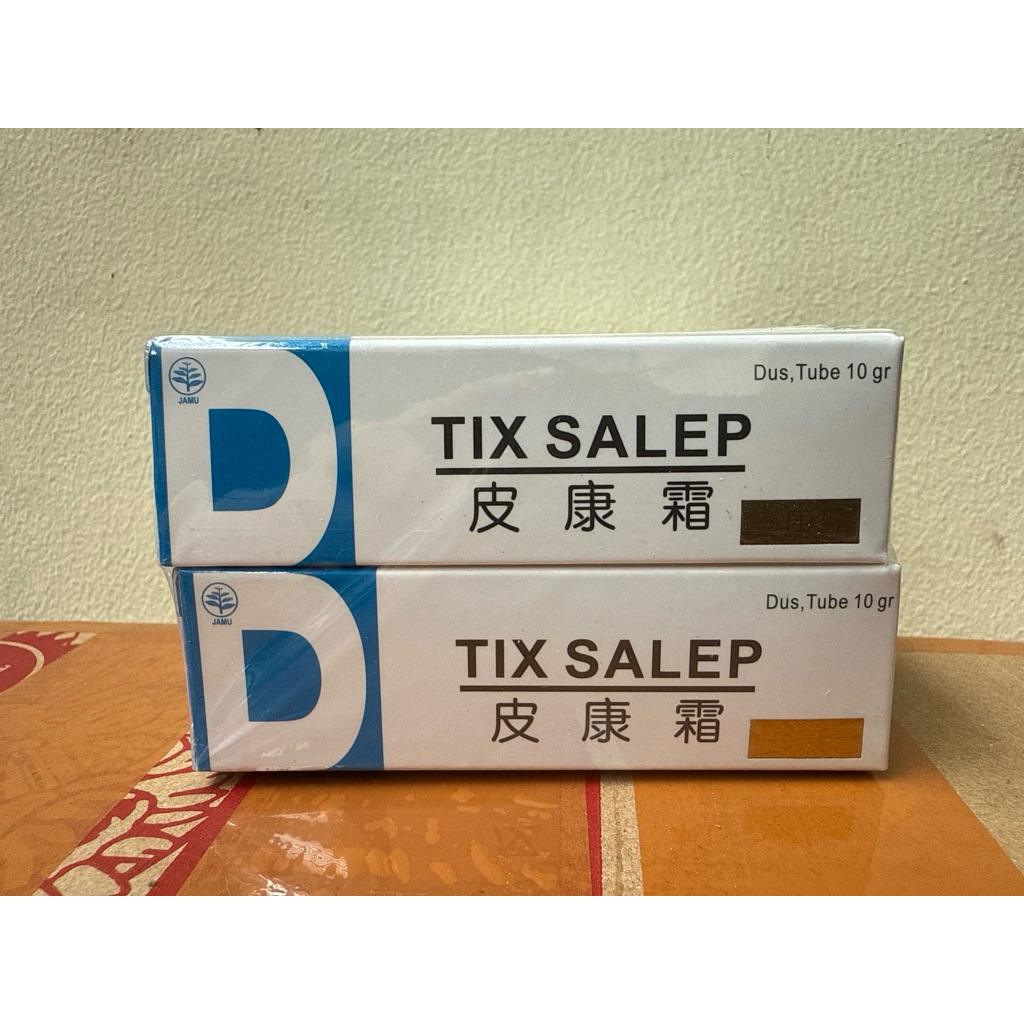 JAMU
D
Dus,Tube 10 gr
TIX SALEP
皮康霜
JAMU
D
Dus,Tube 10 gr
TIX SALEP
皮康霜